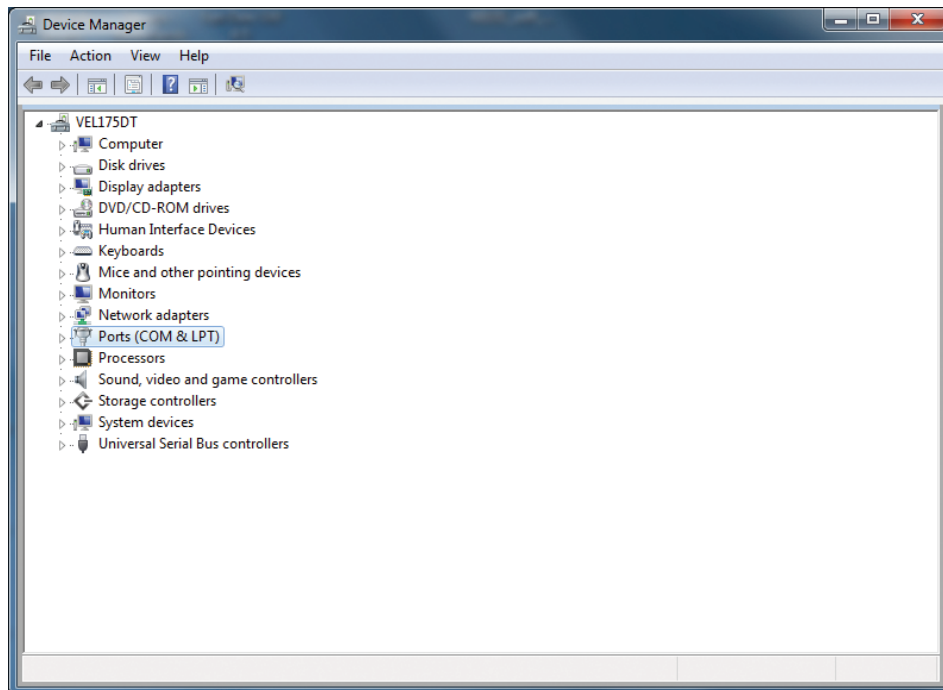 Device Manager
File Action View Help
VEL175DT
Computer
Disk drives
Display adapters
DVD/CD-ROM drives
Human Interface Devices
Keyboards
Mice and other pointing devices
Monitors
Network adapters
Ports (COM & LPT)
Processors
Sound, video and game controllers
Storage controllers
System devices
Universal Serial Bus controllers